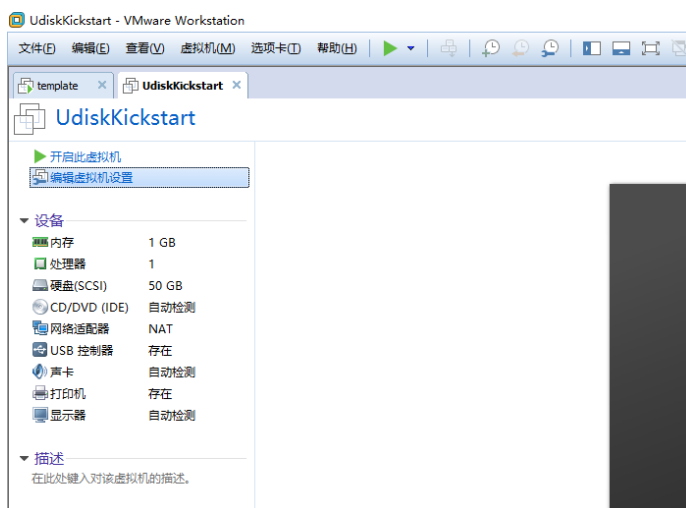 UdiskKickstart - VMware Workstation
文件(F) 编辑(E) 查看(V) 虚拟机(M) 选项卡(T) 帮助(H)
template UdiskKickstart
UdiskKickstart
开启此虚拟机
编辑虚拟机设置
设备
内存 1 GB
处理器 1
硬盘(SCSI) 50 GB
CD/DVD (IDE) 自动检测
网络适配器 NAT
USB 控制器 存在
声卡 自动检测
打印机 存在
显示器 自动检测
描述
在此处键入对该虚拟机的描述。